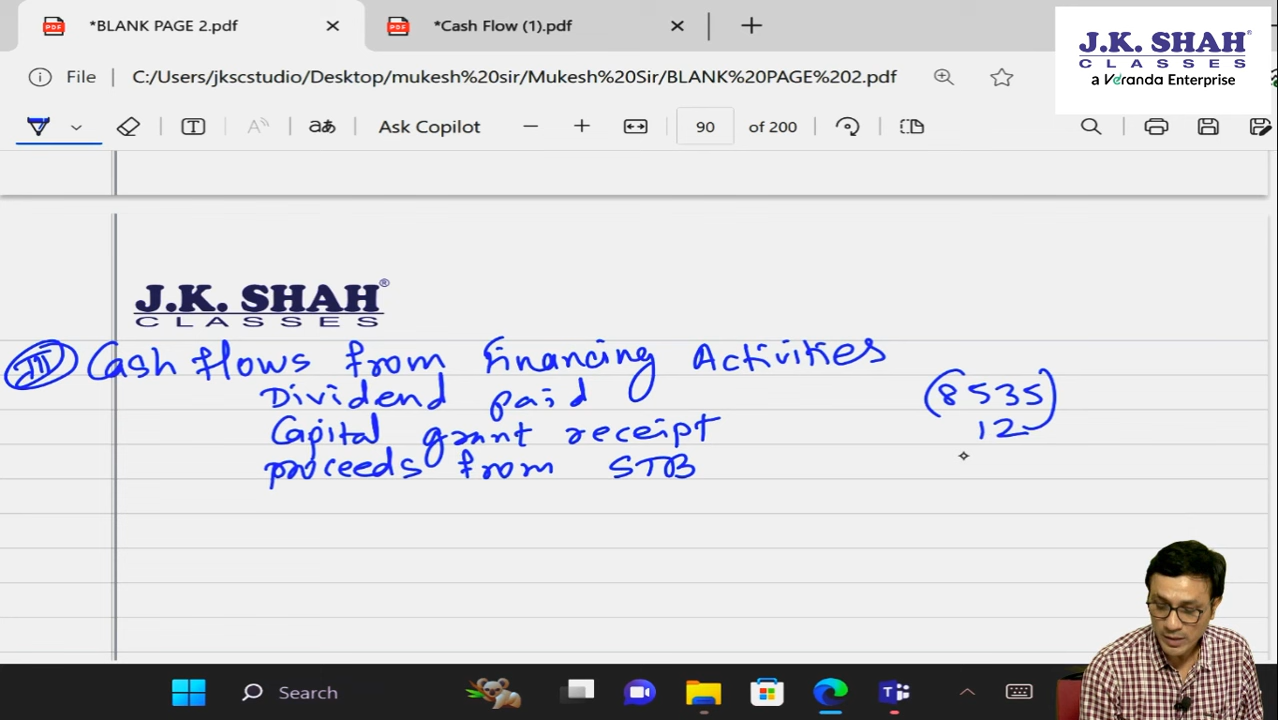 *BLANK PAGE 2.pdf
*Cash Flow (1).pdf
J.K. SHAH®
CLASSES
a Veranda Enterprise
File C:/Users/jkscstudio/Desktop/mukesh%20sir/Mukesh%20Sir/BLANK%20PAGE%202.pdf
Ask Copilot 90 of 200
J.K. SHAH®
CLASSES
III Cash flows from Financing Activities
Dividend paid (8535)
Capital grant receipt 12
proceeds from STB
Search